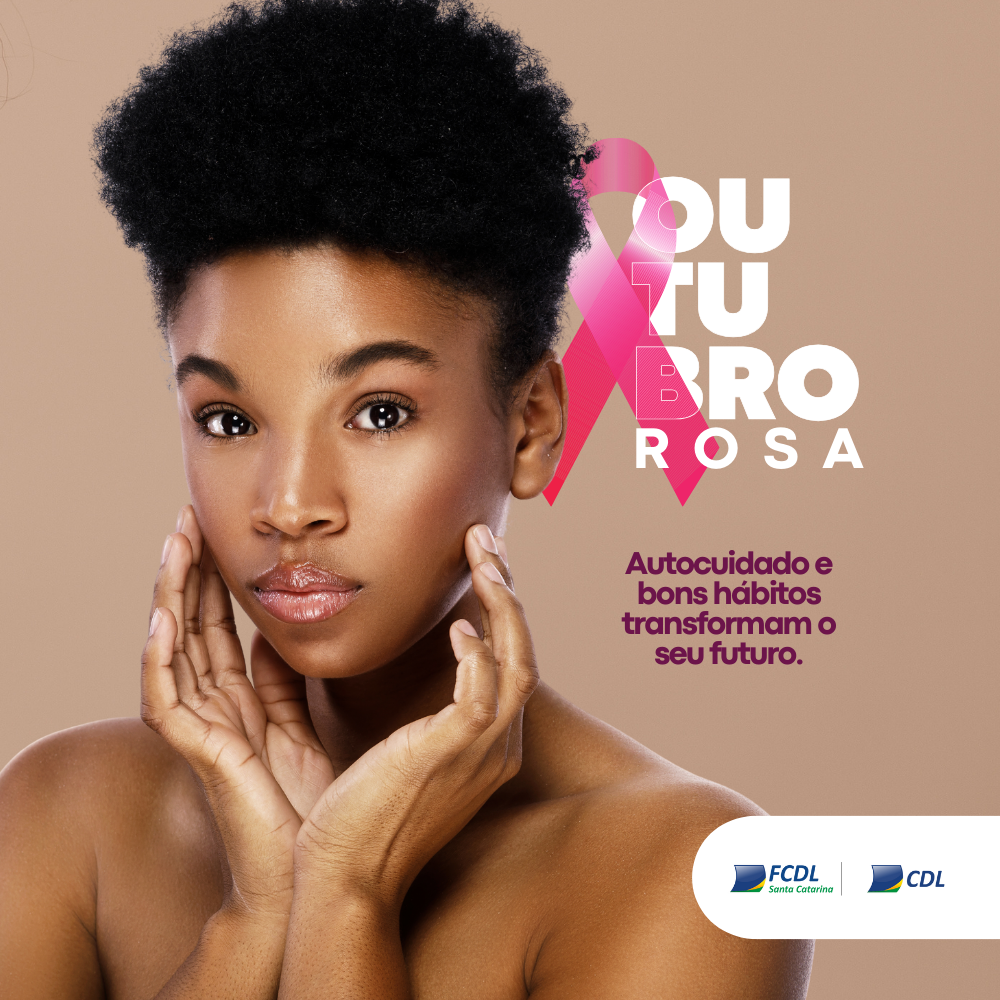 OU
TU
BRO
ROSA
Autocuidado e
bons hábitos
transformam o
seu futuro.
FCDL
Santa Catarina
CDL